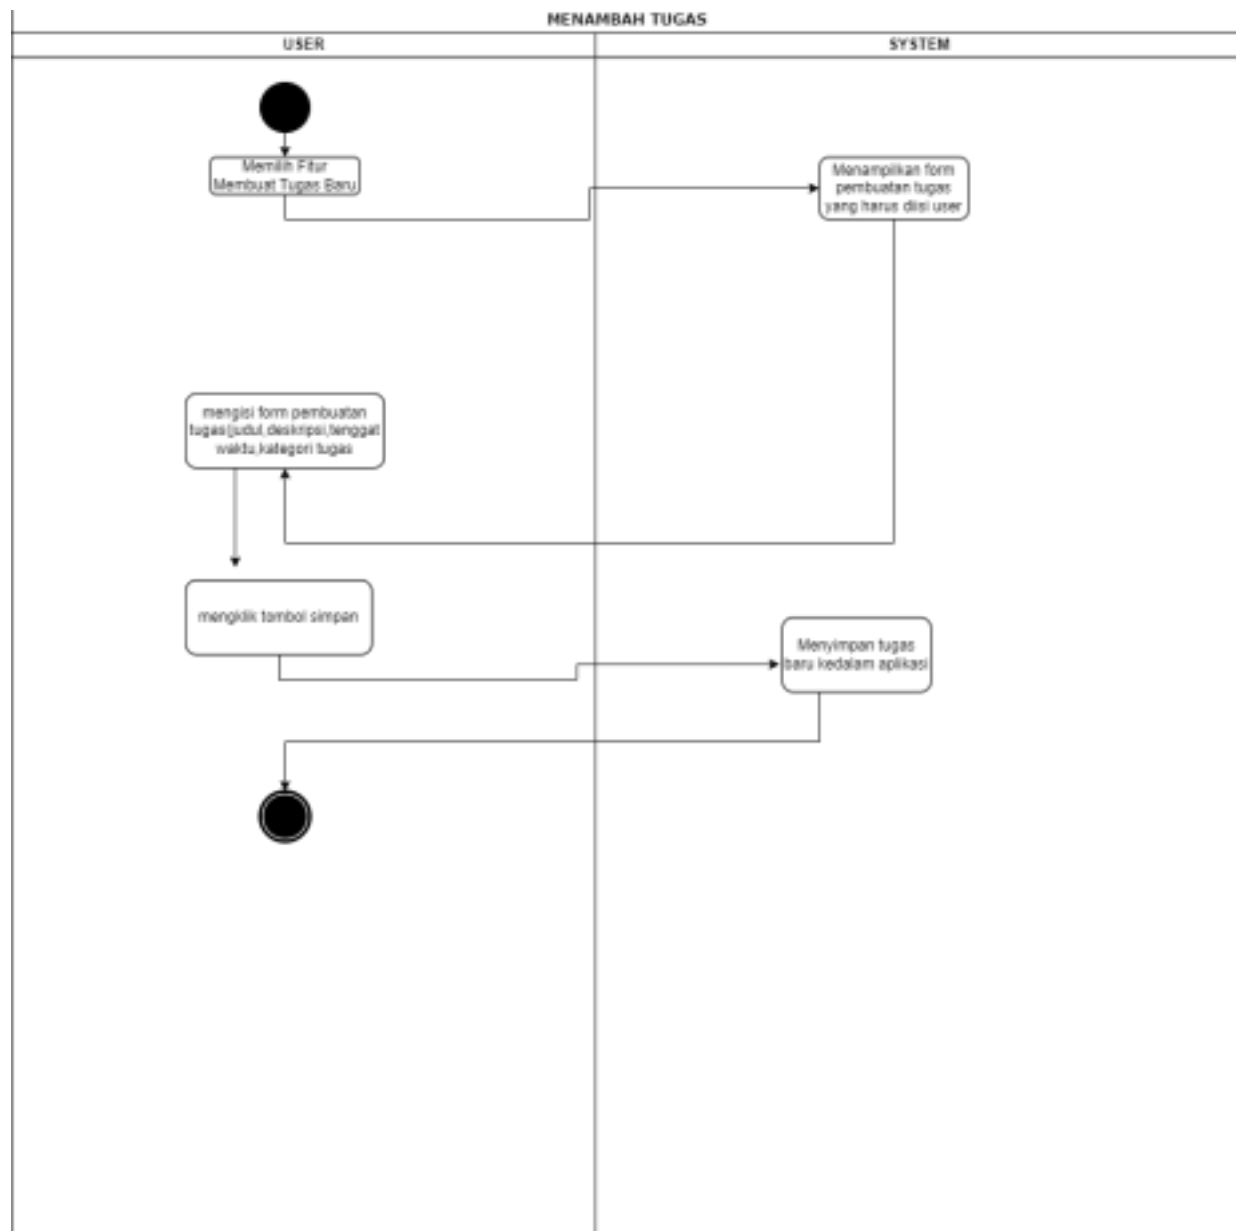 MENAMBAH TUGAS
USER
SYSTEM
Memilih Fitur
Membuat Tugas Baru
Menampilkan form
pembuatan tugas
yang harus diisi user
mengisi form pembuatan
tugas(judul,deskripsi,tenggat
waktu,kategori tugas
mengklik tombol simpan
Menyimpan tugas
baru kedalam aplikasi